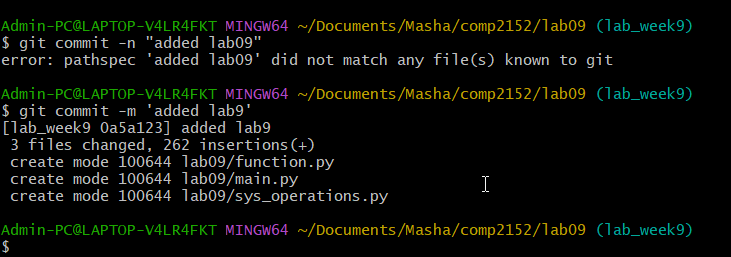 Admin-PC@LAPTOP-V4LR4FKT MINGW64 ~/Documents/Masha/comp2152/lab09 (lab_week9)
$ git commit -n "added lab09"
error: pathspec 'added lab09' did not match any file(s) known to git
Admin-PC@LAPTOP-V4LR4FKT MINGW64 ~/Documents/Masha/comp2152/lab09 (lab_week9)
$ git commit -m 'added lab9'
[lab_week9 0a5a123] added lab9
 3 files changed, 262 insertions(+)
 create mode 100644 lab09/function.py
 create mode 100644 lab09/main.py
 create mode 100644 lab09/sys_operations.py
Admin-PC@LAPTOP-V4LR4FKT MINGW64 ~/Documents/Masha/comp2152/lab09 (lab_week9)
$